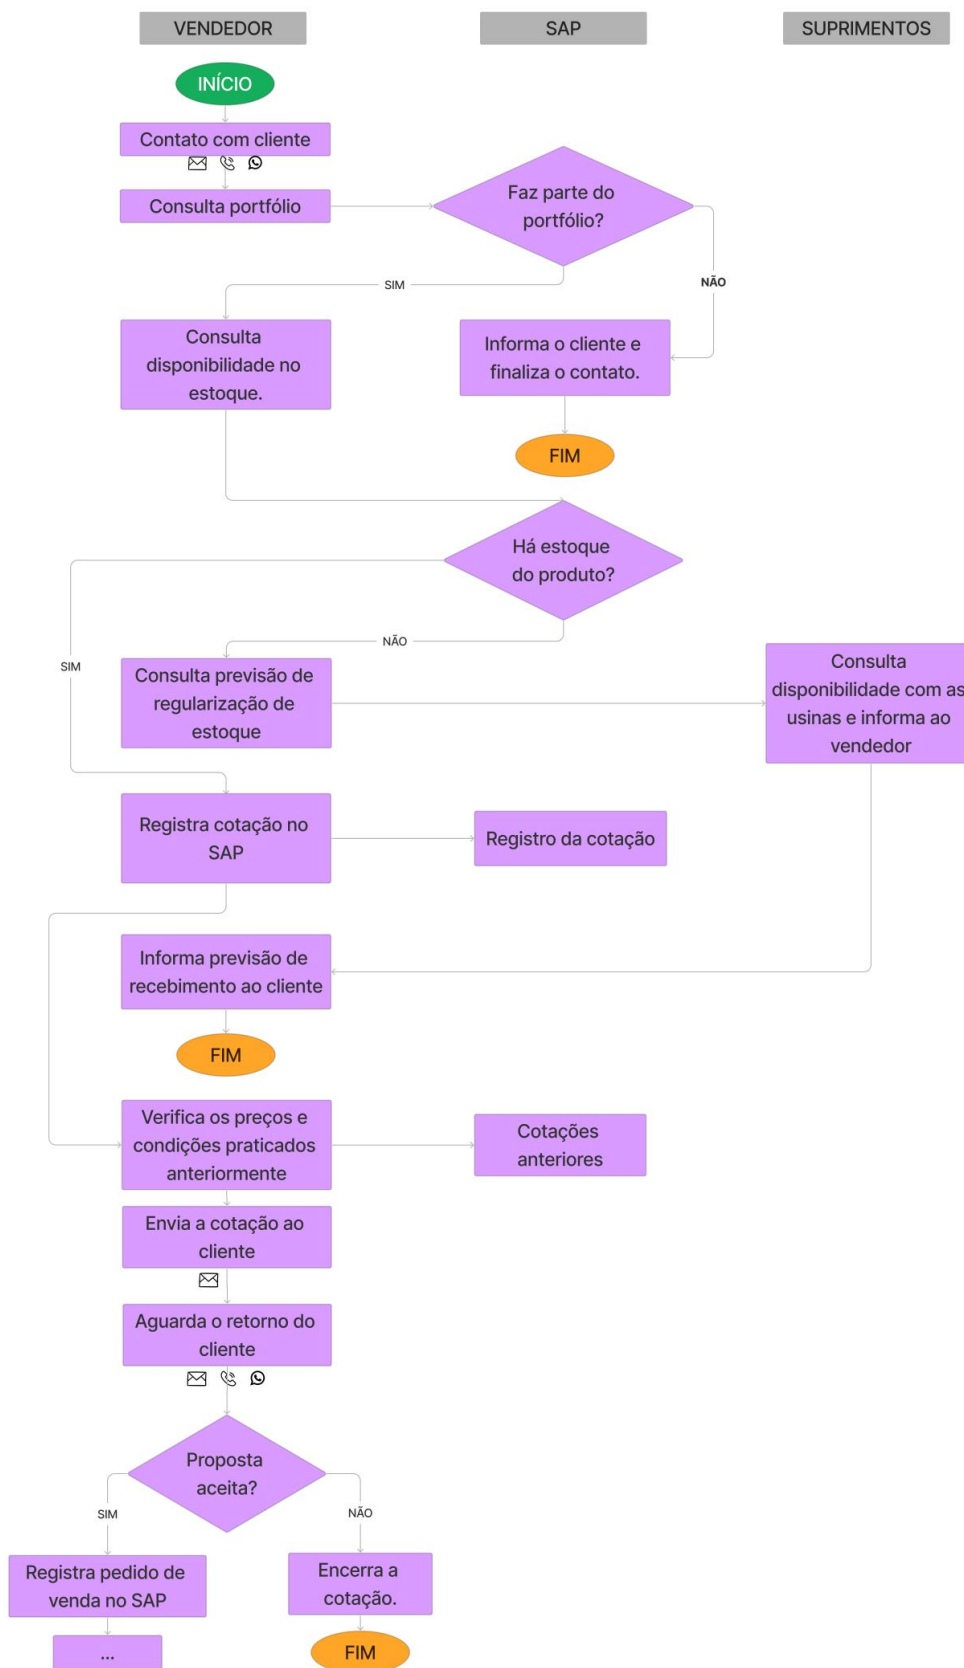 VENDEDOR
SAP
SUPRIMENTOS
INÍCIO
Contato com cliente
Consulta portfólio
Faz parte do
portfólio?
SIM
NÃO
Consulta
disponibilidade no
estoque.
Informa o cliente e
finaliza o contato.
FIM
Há estoque
do produto?
NÃO
SIM
Consulta previsão de
regularização de
estoque
Consulta
disponibilidade com as
usinas e informa ao
vendedor
Registra cotação no
SAP
Registro da cotação
Informa previsão de
recebimento ao cliente
FIM
Verifica os preços e
condições praticados
anteriormente
Cotações
anteriores
Envia a cotação ao
cliente
Aguarda o retorno do
cliente
Proposta
aceita?
SIM
NÃO
Registra pedido de
venda no SAP
Encerra a
cotação.
...
FIM